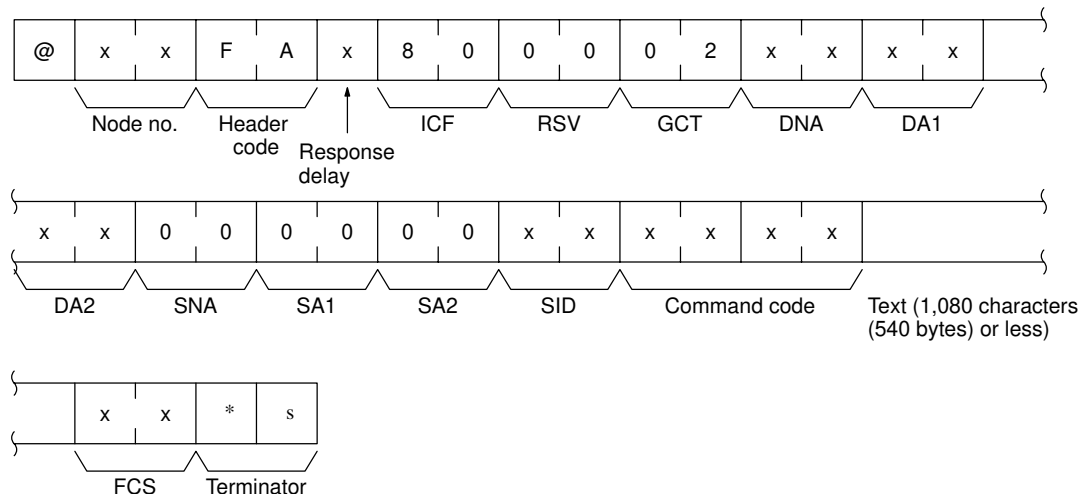 @ x x F A x 8 0 0 0 0 2 x x x x
Node no. Header code Response delay ICF RSV GCT DNA DA1
x x 0 0 0 0 0 0 x x x x x x
DA2 SNA SA1 SA2 SID Command code Text (1,080 characters (540 bytes) or less)
x x * s
FCS Terminator